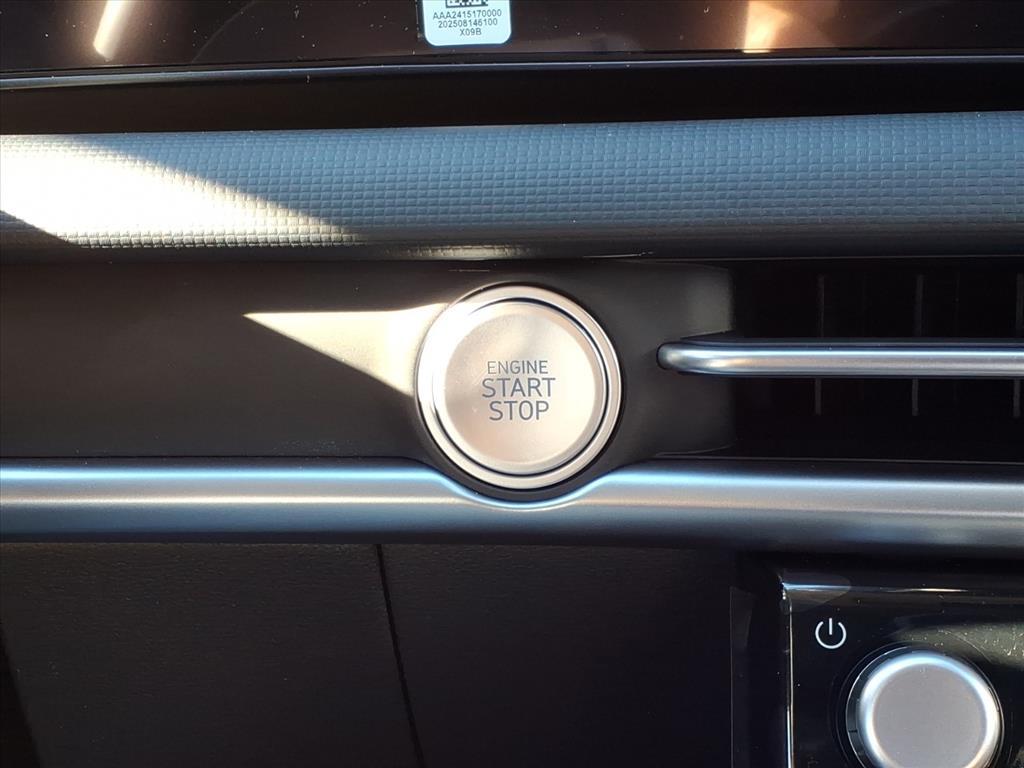 AAA2415170000
202508146100
X09B
ENGINE
START
STOP